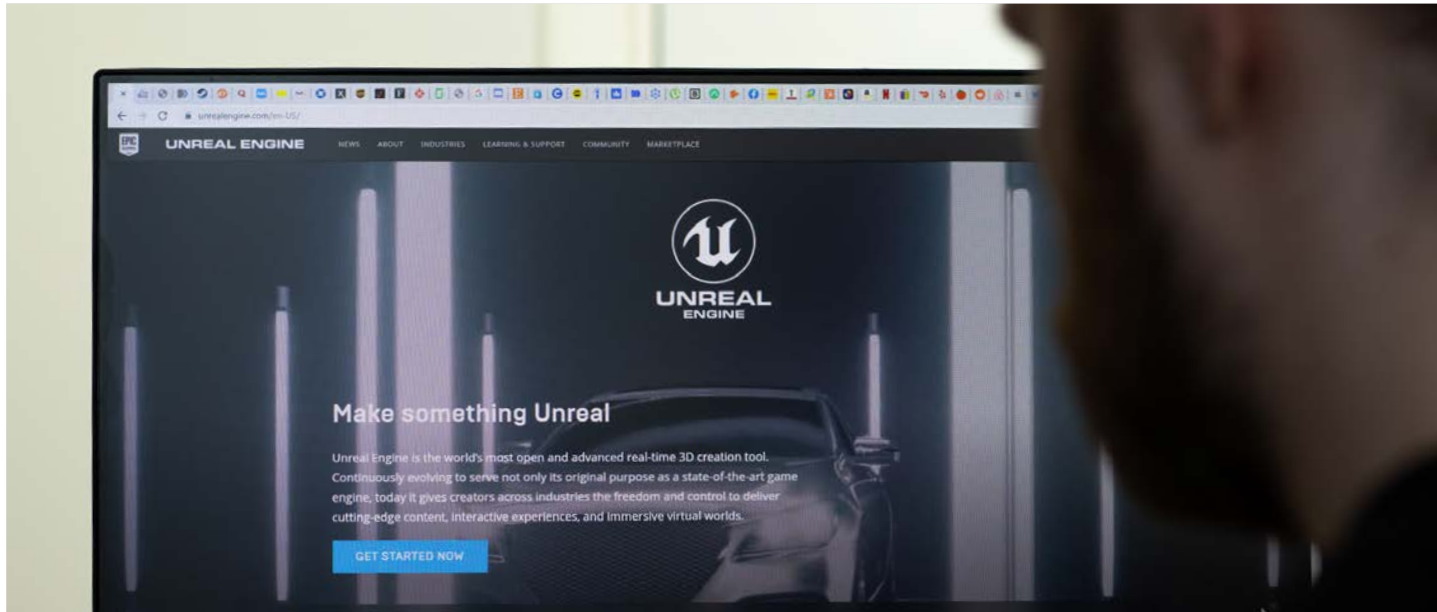 unrealengine.com/en-US/
EPIC
GAMES
UNREAL ENGINE
NEWS ABOUT INDUSTRIES LEARNING & SUPPORT COMMUNITY MARKETPLACE
UNREAL
ENGINE
Make something Unreal
Unreal Engine is the world's most open and advanced real-time 3D creation tool.
Continuously evolving to serve not only its original purpose as a state-of-the-art game
engine, today it gives creators across industries the freedom and control to deliver
cutting-edge content, interactive experiences, and immersive virtual worlds.
GET STARTED NOW